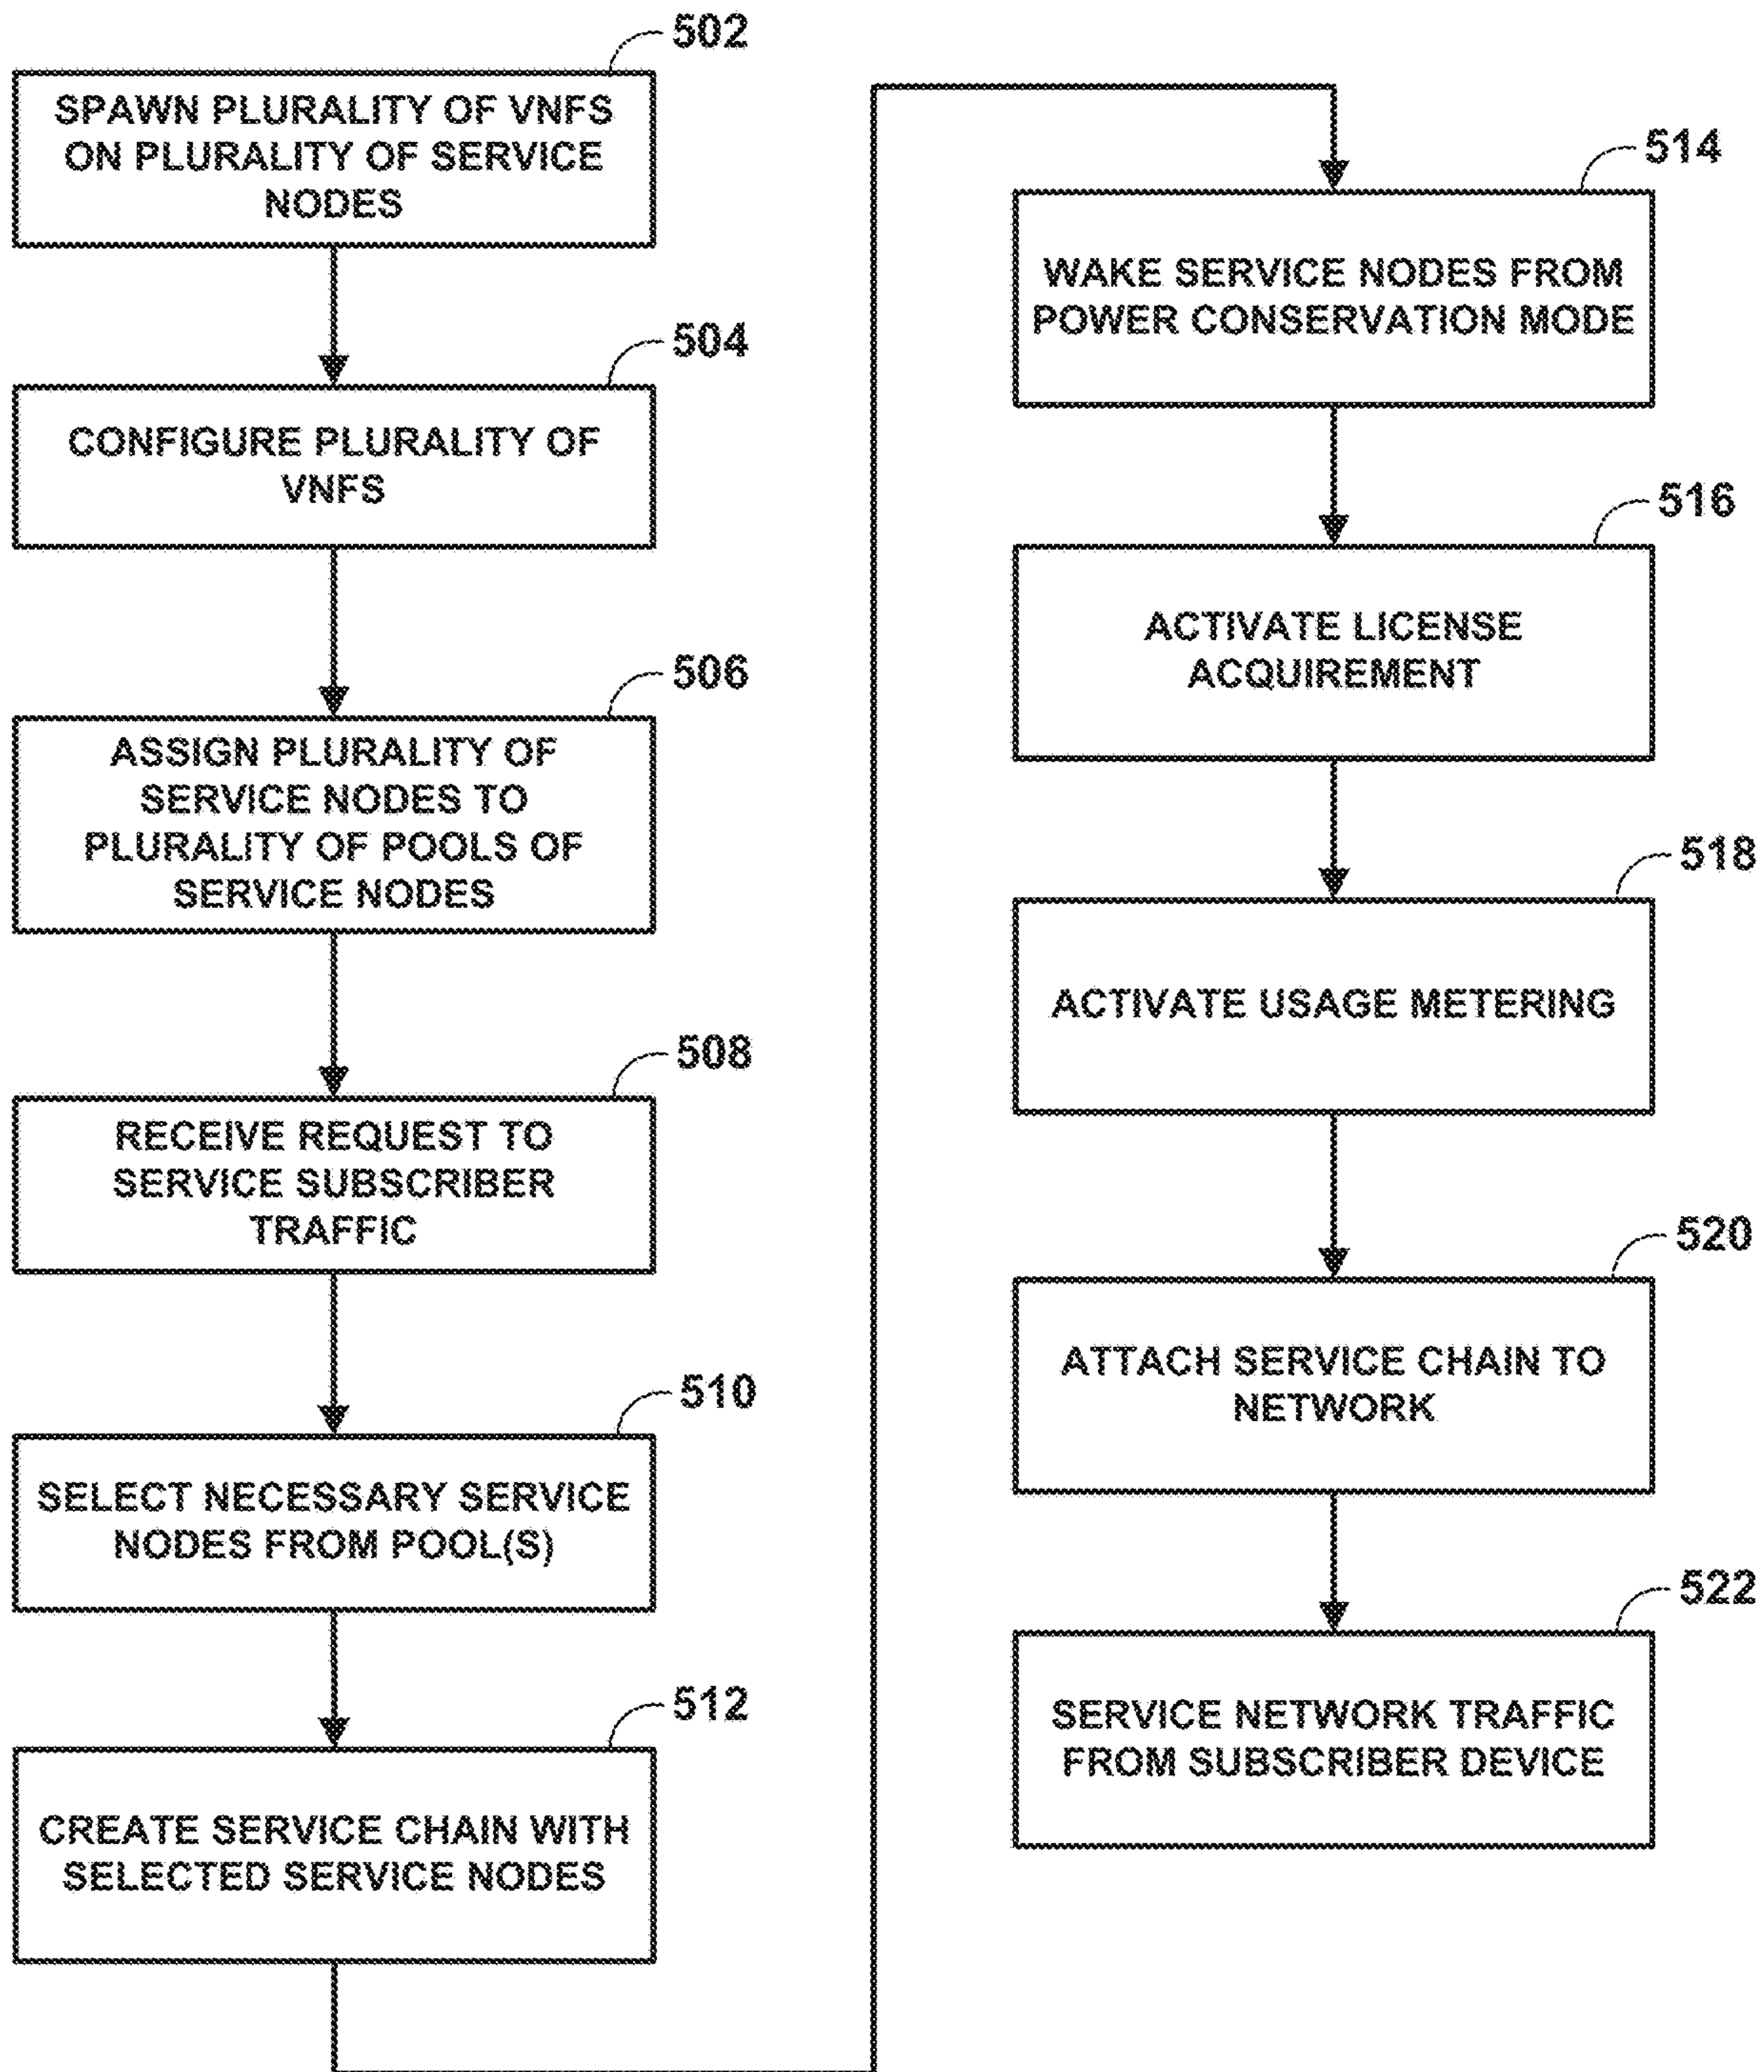 502
SPAWN PLURALITY OF VNFS
ON PLURALITY OF SERVICE
NODES
504
CONFIGURE PLURALITY OF
VNFS
506
ASSIGN PLURALITY OF
SERVICE NODES TO
PLURALITY OF POOLS OF
SERVICE NODES
508
RECEIVE REQUEST TO
SERVICE SUBSCRIBER
TRAFFIC
510
SELECT NECESSARY SERVICE
NODES FROM POOL(S)
512
CREATE SERVICE CHAIN WITH
SELECTED SERVICE NODES
514
WAKE SERVICE NODES FROM
POWER CONSERVATION MODE
516
ACTIVATE LICENSE
ACQUIREMENT
518
ACTIVATE USAGE METERING
520
ATTACH SERVICE CHAIN TO
NETWORK
522
SERVICE NETWORK TRAFFIC
FROM SUBSCRIBER DEVICE